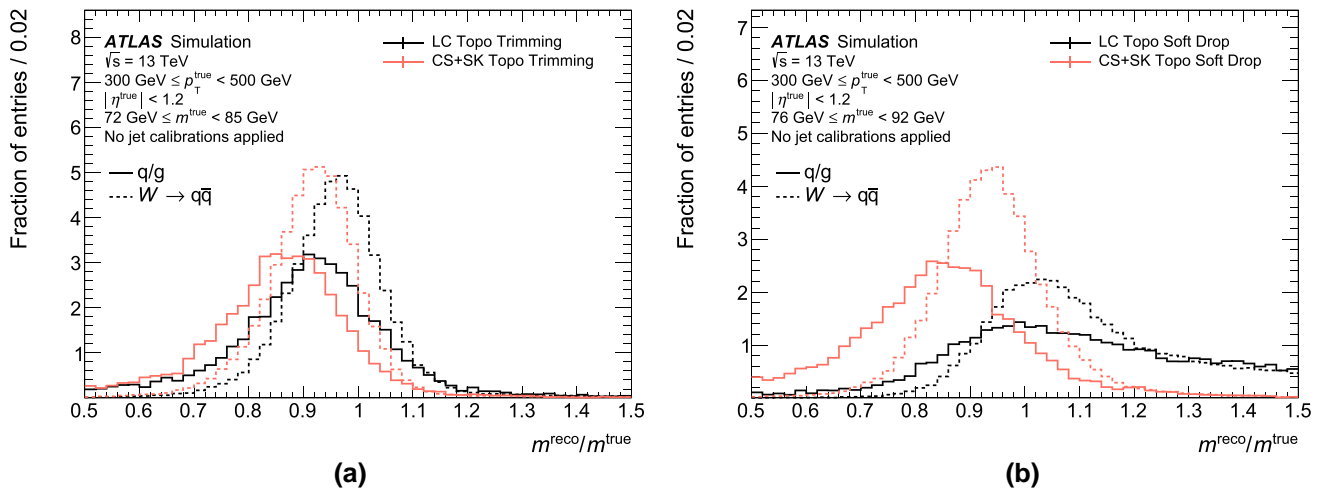 Fraction of entries / 0.02
8
7
6
5
4
3
2
1
ATLAS Simulation
√s = 13 TeV
300 GeV ≤ p_T^true < 500 GeV
|η^true| < 1.2
72 GeV ≤ m^true < 85 GeV
No jet calibrations applied
LC Topo Trimming
CS+SK Topo Trimming
q/g
W → qq̅
0.5 0.6 0.7 0.8 0.9 1 1.1 1.2 1.3 1.4 1.5
m^reco/m^true
(a)
Fraction of entries / 0.02
7
6
5
4
3
2
1
ATLAS Simulation
√s = 13 TeV
300 GeV ≤ p_T^true < 500 GeV
|η^true| < 1.2
76 GeV ≤ m^true < 92 GeV
No jet calibrations applied
LC Topo Soft Drop
CS+SK Topo Soft Drop
q/g
W → qq̅
0.5 0.6 0.7 0.8 0.9 1 1.1 1.2 1.3 1.4 1.5
m^reco/m^true
(b)